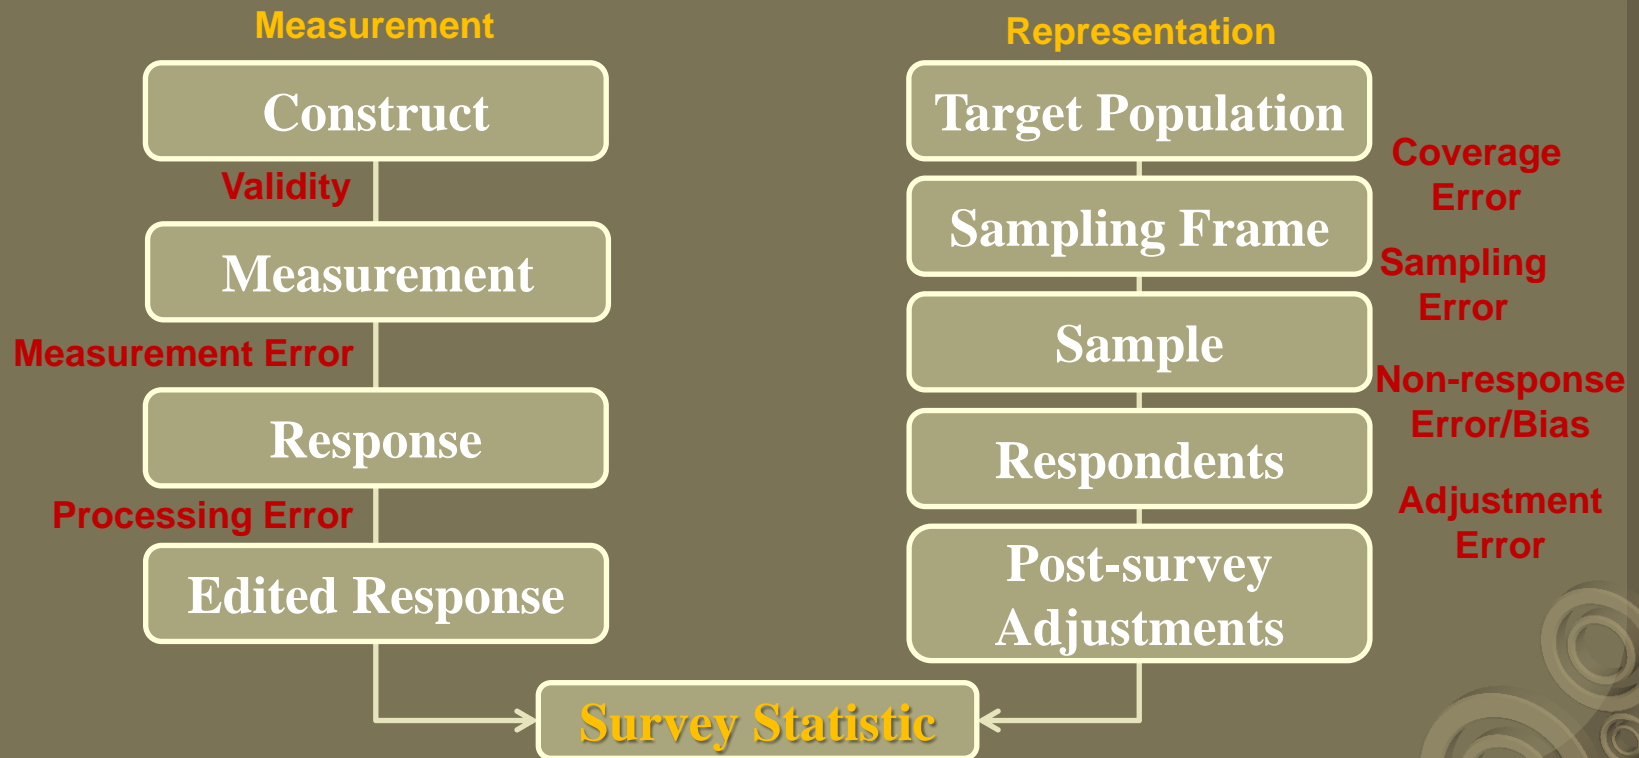 Measurement
Construct
Validity
Measurement
Measurement Error
Response
Processing Error
Edited Response
Representation
Target Population
Coverage
Error
Sampling Frame
Sampling
Error
Sample
Non-response
Error/Bias
Respondents
Adjustment
Error
Post-survey
Adjustments
Survey Statistic